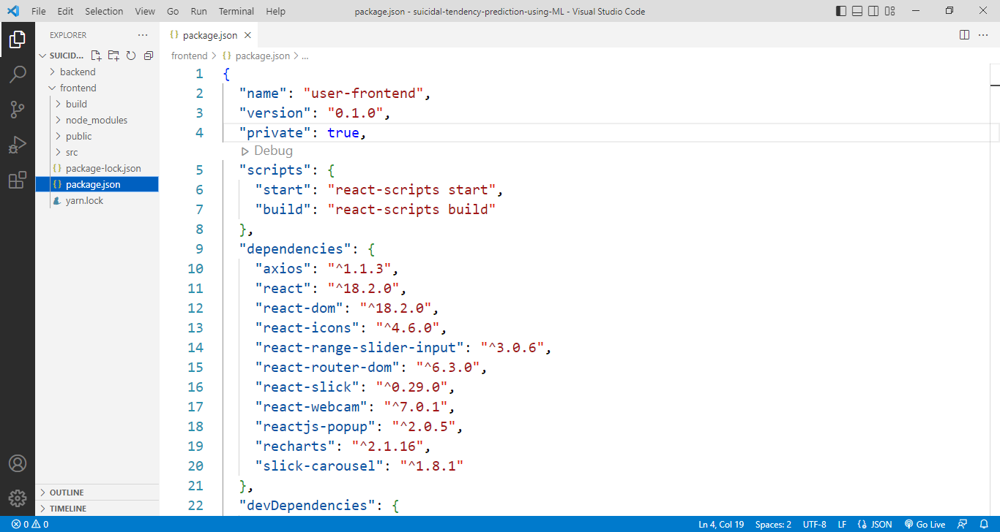 File Edit Selection View Go Run Terminal Help package.json - suicidal-tendency-prediction-using-ML - Visual Studio Code
EXPLORER
SUICID...
backend
frontend
build
node_modules
public
src
{} package-lock.json
{} package.json
yarn.lock
OUTLINE
TIMELINE
{} package.json
frontend > {} package.json > ...
1 {
2 "name": "user-frontend",
3 "version": "0.1.0",
4 "private": true,
Debug
5 "scripts": {
6 "start": "react-scripts start",
7 "build": "react-scripts build"
8 },
9 "dependencies": {
10 "axios": "^1.1.3",
11 "react": "^18.2.0",
12 "react-dom": "^18.2.0",
13 "react-icons": "^4.6.0",
14 "react-range-slider-input": "^3.0.6",
15 "react-router-dom": "^6.3.0",
16 "react-slick": "^0.29.0",
17 "react-webcam": "^7.0.1",
18 "reactjs-popup": "^2.0.5",
19 "recharts": "^2.1.16",
20 "slick-carousel": "^1.8.1"
21 },
22 "devDependencies": {
0 0 Ln 4, Col 19 Spaces: 2 UTF-8 LF JSON Go Live